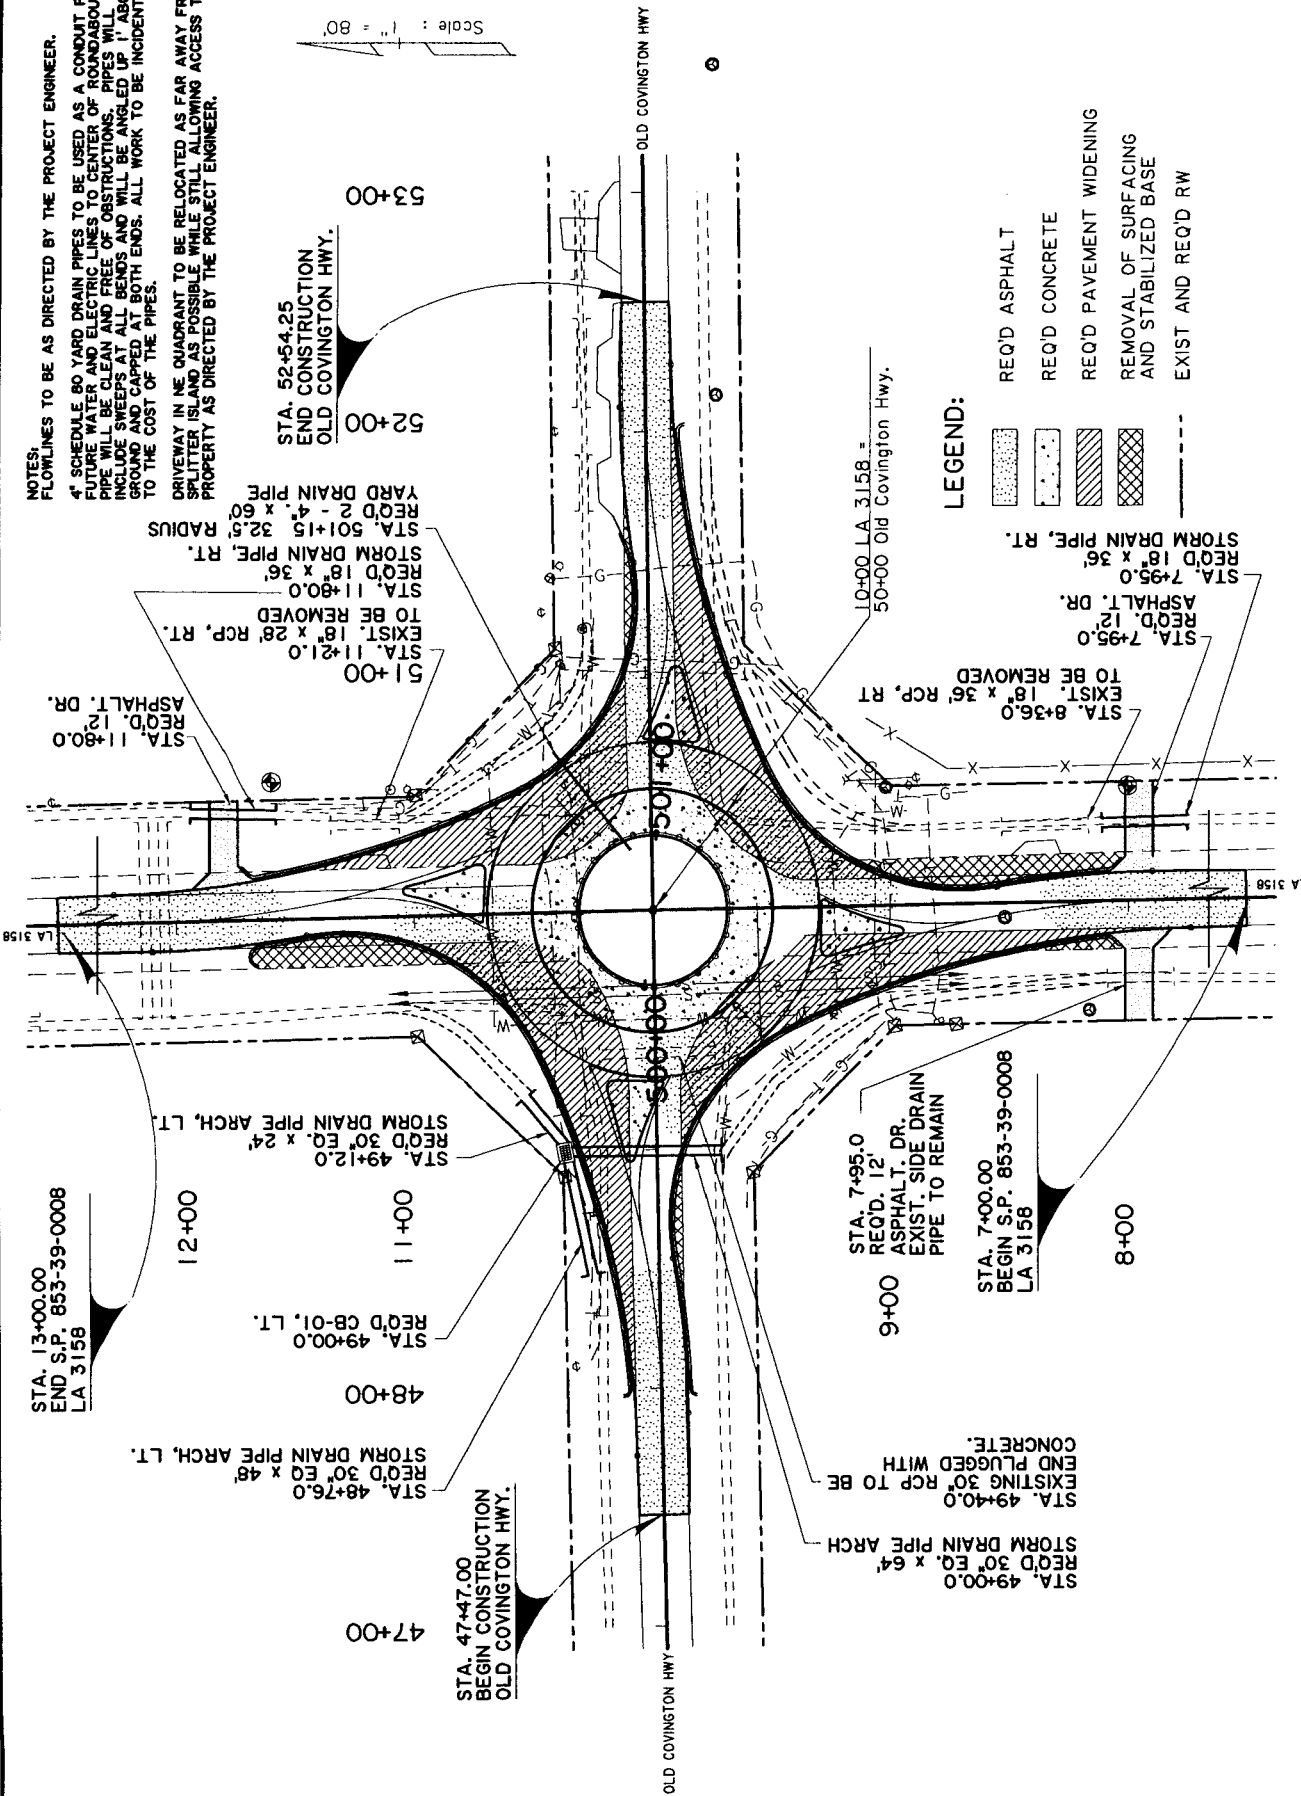 NOTES:
FLOWLINES TO BE AS DIRECTED BY THE PROJECT ENGINEER.
4" SCHEDULE 80 YARD DRAIN PIPES TO BE USED AS A CONDUIT F
FUTURE WATER AND ELECTRIC LINES TO CENTER OF ROUNDABOU
PIPE WILL BE CLEAN AND FREE OF OBSTRUCTIONS. PIPES WILL
INCLUDE SWEEPS AT ALL BENDS AND WILL BE ANGLED UP 1' ABO
GROUND AND CAPPED AT BOTH ENDS. ALL WORK TO BE INCIDENT
TO THE COST OF THE PIPES.
DRIVEWAY IN NE QUADRANT TO BE RELOCATED AS FAR AWAY FR
SPLITTER ISLAND AS POSSIBLE WHILE STILL ALLOWING ACCESS T
PROPERTY AS DIRECTED BY THE PROJECT ENGINEER.
Scale : 1" = 80'
STA. 13+00.00
END S.P. 853-39-0008
LA 3158
LA 3158
12+00
11+00
STA. 11+80.0
REQ'D. 12'
ASPHALT. DR.
51+00
STA. 11+21.0
EXIST. 18" x 28' RCP, RT.
TO BE REMOVED
STA. 11+80.0
REQ'D 18" x 36'
STORM DRAIN PIPE, RT.
STA. 501+15 32.5' RADIUS
REQ'D 2 - 4". x 60'
YARD DRAIN PIPE
52+00
STA. 52+54.25
END CONSTRUCTION
OLD COVINGTON HWY.
53+00
OLD COVINGTON HWY
STA. 49+12.0
REQ'D 30" EQ. x 24'
STORM DRAIN PIPE ARCH, LT.
STA. 49+00.0
REQ'D CB-01, LT.
48+00
STA. 48+76.0
REQ'D 30" EQ x 48'
STORM DRAIN PIPE ARCH, LT.
STA. 47+47.00
BEGIN CONSTRUCTION
OLD COVINGTON HWY.
47+00
OLD COVINGTON HWY
500+00
501+00
10+00 LA 3158 =
50+00 Old Covington Hwy.
STA. 49+00.0
REQ'D 30" EQ. x 64'
STORM DRAIN PIPE ARCH
STA. 49+40.0
EXISTING 30" RCP TO BE
END PLUGGED WITH
CONCRETE.
9+00
STA. 7+95.0
REQ'D. 12'
ASPHALT. DR.
EXIST. SIDE DRAIN
PIPE TO REMAIN
STA. 7+00.00
BEGIN S.P. 853-39-0008
LA 3158
8+00
LA 3158
STA. 8+36.0
EXIST. 18" x 36' RCP, RT
TO BE REMOVED
STA. 7+95.0
REQ'D. 12'
ASPHALT. DR.
STA. 7+95.0
REQ'D 18" x 36'
STORM DRAIN PIPE, RT.
LEGEND:
REQ'D ASPHALT
REQ'D CONCRETE
REQ'D PAVEMENT WIDENING
REMOVAL OF SURFACING
AND STABILIZED BASE
EXIST AND REQ'D RW